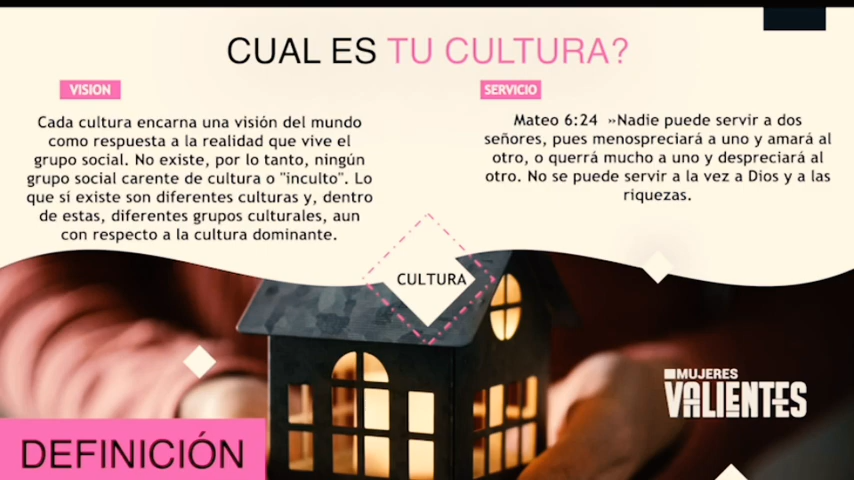 CUAL ES TU CULTURA?
VISION
Cada cultura encarna una visión del mundo
como respuesta a la realidad que vive el
grupo social. No existe, por lo tanto, ningún
grupo social carente de cultura o "inculto". Lo
que sí existe son diferentes culturas y, dentro
de estas, diferentes grupos culturales, aun
con respecto a la cultura dominante.
SERVICIO
Mateo 6:24 »Nadie puede servir a dos
señores, pues menospreciará a uno y amará al
otro, o querrá mucho a uno y despreciará al
otro. No se puede servir a la vez a Dios y a las
riquezas.
CULTURA
MUJERES
VALIENTES
DEFINICIÓN